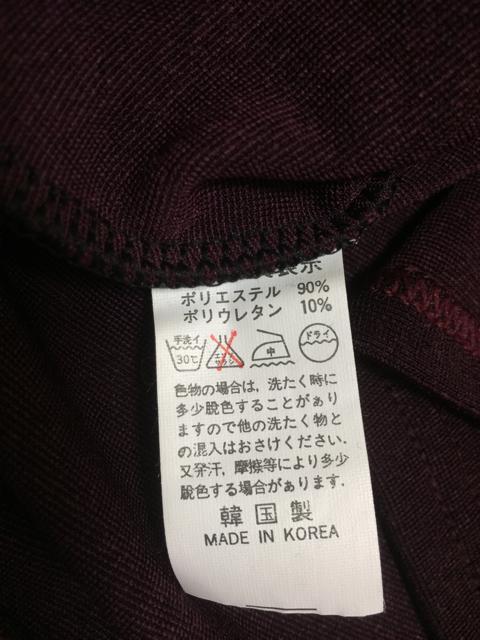 表示
ポリエステル 90%
ポリウレタン 10%
手洗イ 30℃ 中 ドライ
色物の場合は、洗たく時に
多少脱色することがあり
ますので他の洗たく物と
の混入はおさけください.
又発汗,摩擦等により多少
脱色する場合があります.
韓国製
MADE IN KOREA